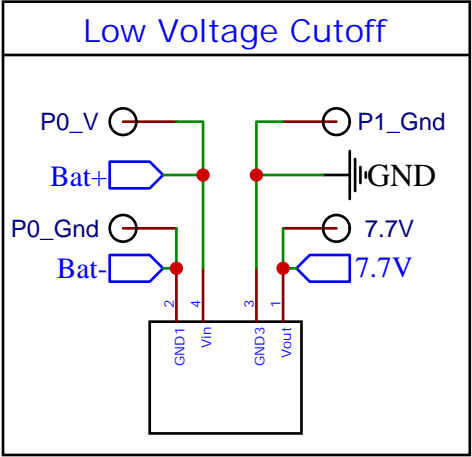 Low Voltage Cutoff
P0_V
P1_Gnd
Bat+
GND
P0_Gnd
7.7V
Bat-
7.7V
2
4
3
1
GND1
Vin
GND3
Vout